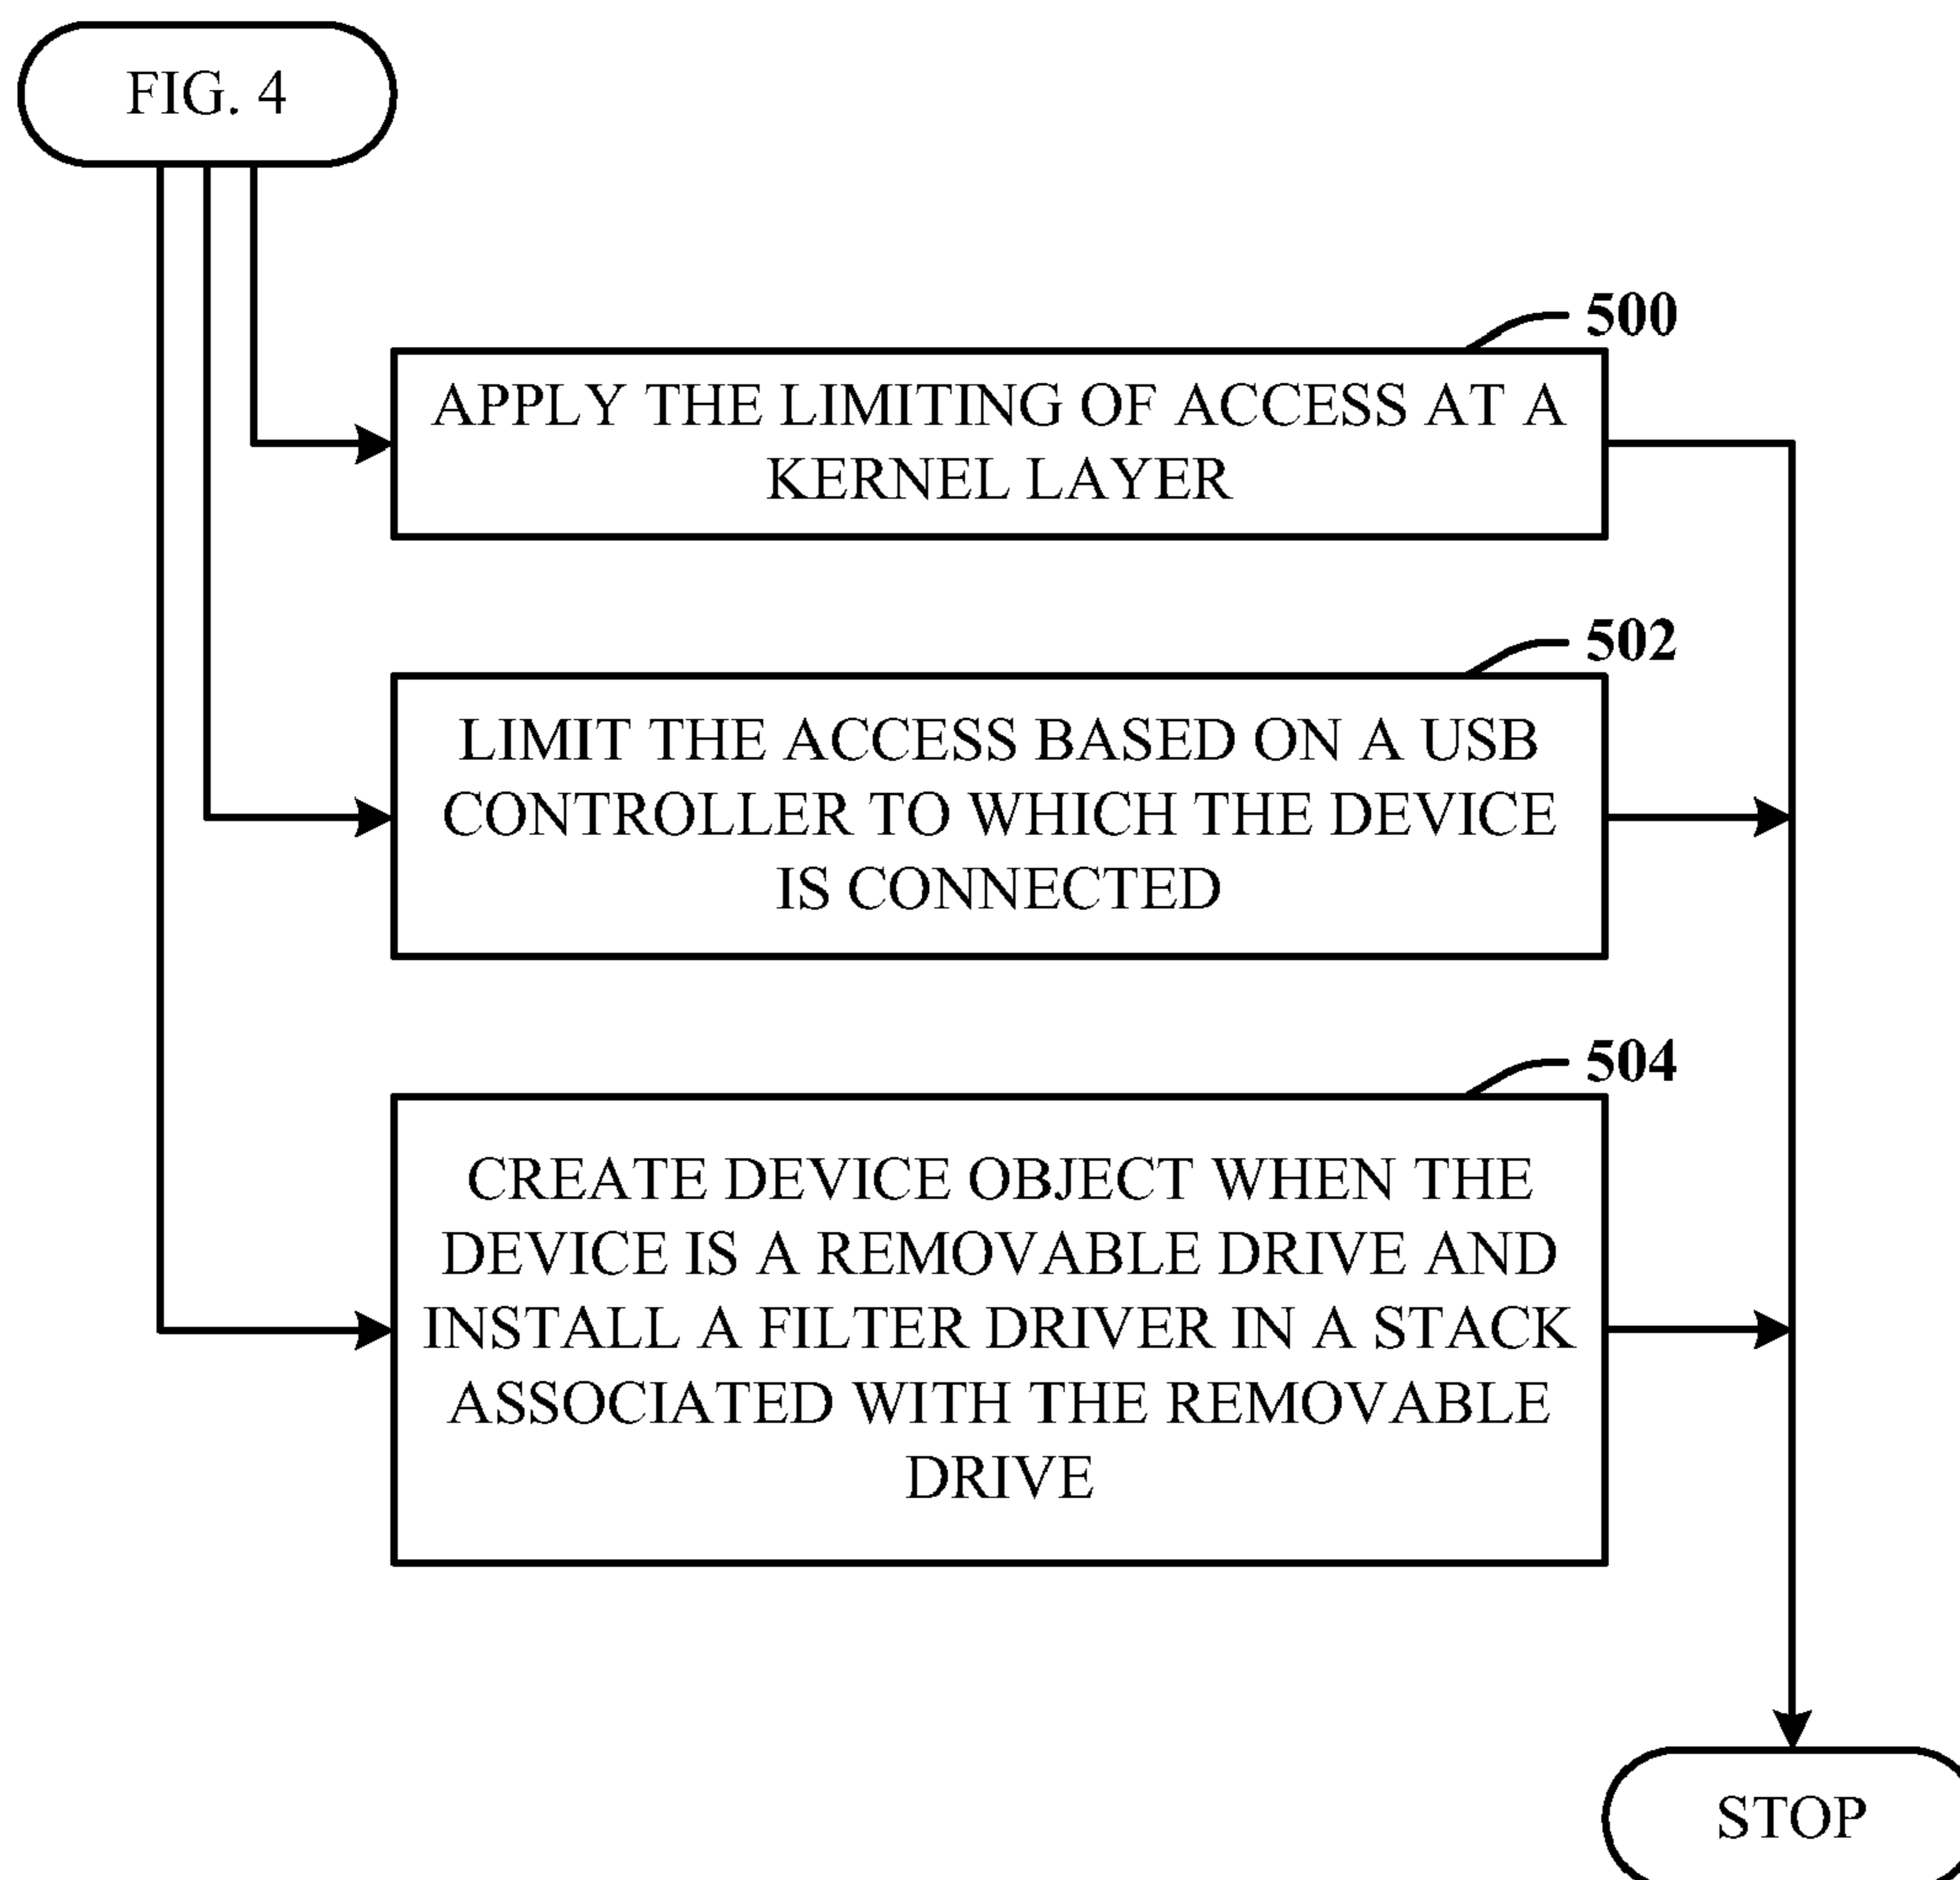 FIG. 4
500
APPLY THE LIMITING OF ACCESS AT A
KERNEL LAYER
502
LIMIT THE ACCESS BASED ON A USB
CONTROLLER TO WHICH THE DEVICE
IS CONNECTED
504
CREATE DEVICE OBJECT WHEN THE
DEVICE IS A REMOVABLE DRIVE AND
INSTALL A FILTER DRIVER IN A STACK
ASSOCIATED WITH THE REMOVABLE
DRIVE
STOP